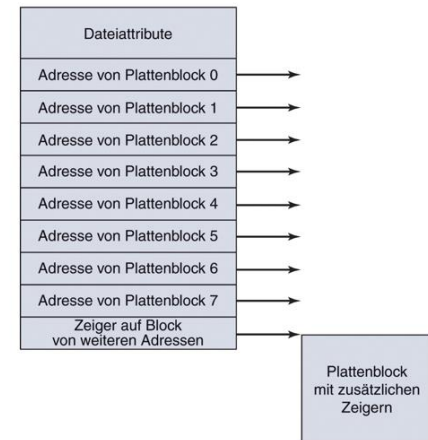 Dateiattribute
Adresse von Plattenblock 0
Adresse von Plattenblock 1
Adresse von Plattenblock 2
Adresse von Plattenblock 3
Adresse von Plattenblock 4
Adresse von Plattenblock 5
Adresse von Plattenblock 6
Adresse von Plattenblock 7
Zeiger auf Block
von weiteren Adressen
Plattenblock
mit zusätzlichen
Zeigern